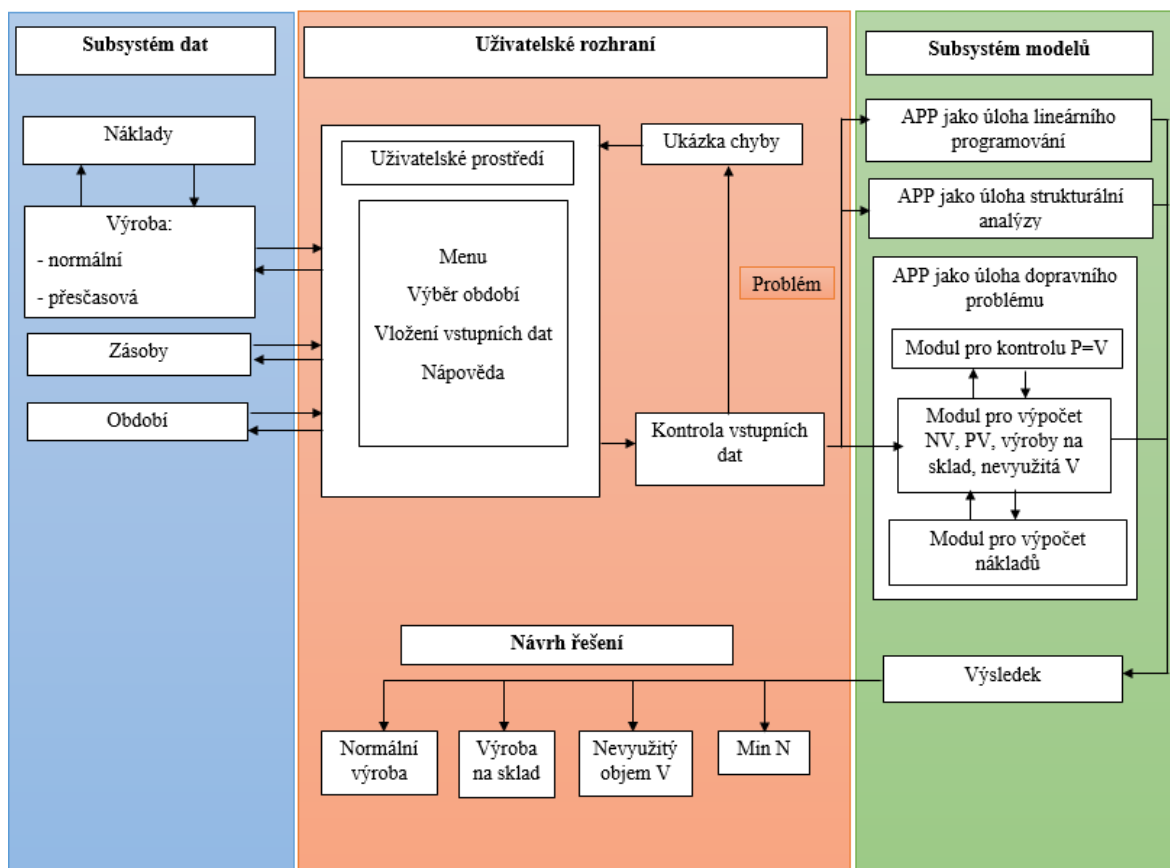 Subsystém dat
Náklady
Výroba:
- normální
- přesčasová
Zásoby
Období
Uživatelské rozhraní
Uživatelské prostředí
Menu
Výběr období
Vložení vstupních dat
Nápověda
Ukázka chyby
Problém
Kontrola vstupních
dat
Návrh řešení
Normální
výroba
Výroba
na sklad
Nevyužitý
objem V
Min N
Subsystém modelů
APP jako úloha lineárního
programování
APP jako úloha strukturální
analýzy
APP jako úloha dopravního
problému
Modul pro kontrolu P=V
Modul pro výpočet
NV, PV, výroby na
sklad, nevyužitá V
Modul pro výpočet
nákladů
Výsledek